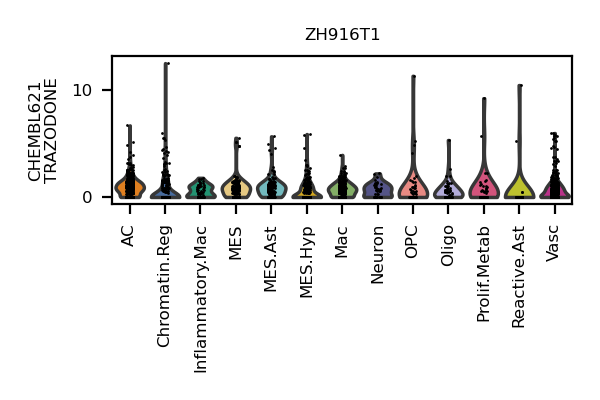 ZH916T1
CHEMBL621
TRAZODONE
10
0
AC
Chromatin.Reg
Inflammatory.Mac
MES
MES.Ast
MES.Hyp
Mac
Neuron
OPC
Oligo
Prolif.Metab
Reactive.Ast
Vasc